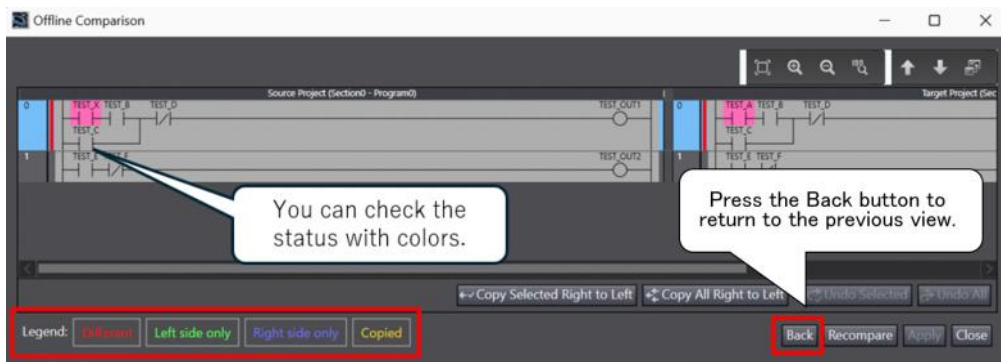 Offline Comparison
Source Project (Section0 - Program0)
Target Project (Sec
0
TEST_X TEST_B TEST_D TEST_OUT1
TEST_C
1
TEST_E TEST_F TEST_OUT2
0
TEST_A TEST_B TEST_D
TEST_C
1
TEST_E TEST_F
You can check the
status with colors.
Press the Back button to
return to the previous view.
Copy Selected Right to Left
Copy All Right to Left
Undo Selected
Undo All
Legend: Different Left side only Right side only Copied
Back Recompare Apply Close